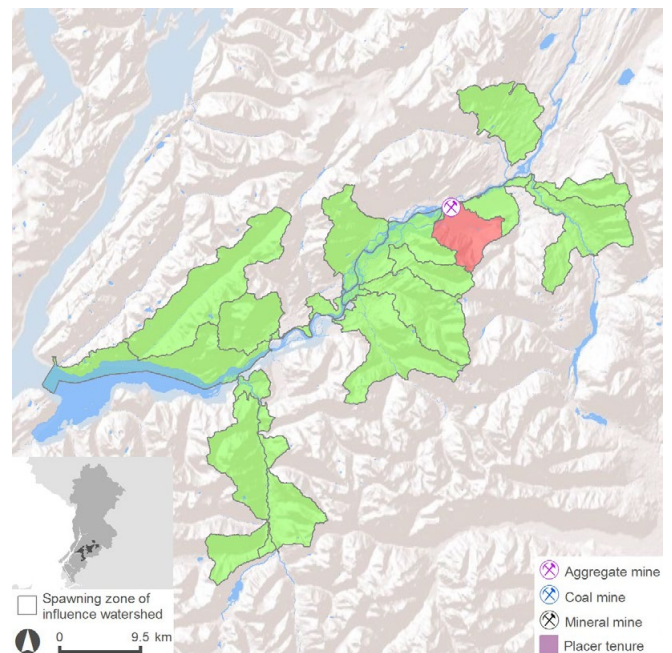 Spawning zone of
influence watershed
0 9.5 km
Aggregate mine
Coal mine
Mineral mine
Placer tenure